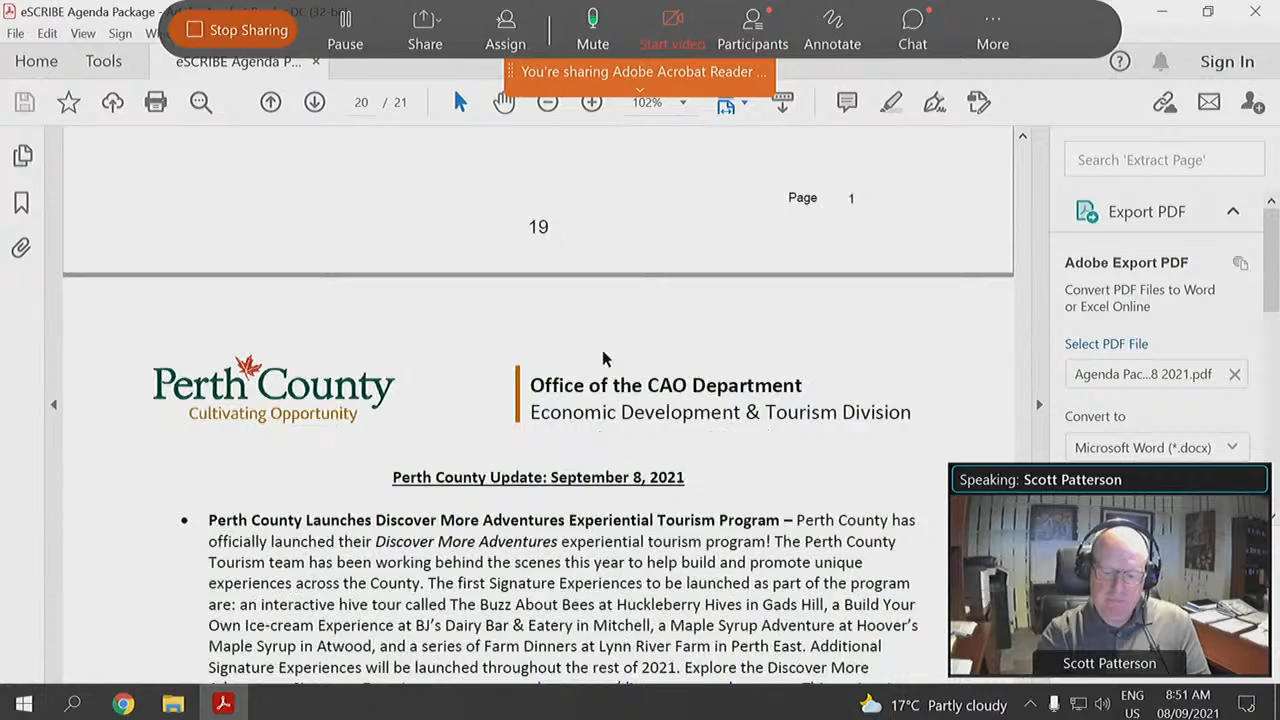 eSCRIBE Agenda Package - Ad
Stop Sharing
Pause
Share
Assign
Mute
Start video
Participants
Annotate
Chat
More
File Edit View Sign
Home Tools eSCRIBE Agenda P... ×
You're sharing Adobe Acrobat Reader ...
Sign In
20 / 21
102%
Page 1
19
Perth County
Cultivating Opportunity
Office of the CAO Department
Economic Development & Tourism Division
Perth County Update: September 8, 2021
• Perth County Launches Discover More Adventures Experiential Tourism Program – Perth County has
officially launched their Discover More Adventures experiential tourism program! The Perth County
Tourism team has been working behind the scenes this year to help build and promote unique
experiences across the County. The first Signature Experiences to be launched as part of the program
are: an interactive hive tour called The Buzz About Bees at Huckleberry Hives in Gads Hill, a Build Your
Own Ice-cream Experience at BJ's Dairy Bar & Eatery in Mitchell, a Maple Syrup Adventure at Hoover's
Maple Syrup in Atwood, and a series of Farm Dinners at Lynn River Farm in Perth East. Additional
Signature Experiences will be launched throughout the rest of 2021. Explore the Discover More
Search 'Extract Page'
Export PDF
Adobe Export PDF
Convert PDF Files to Word
or Excel Online
Select PDF File
Agenda Pac...8 2021.pdf
Convert to
Microsoft Word (*.docx)
Speaking: Scott Patterson
Scott Patterson
17°C Partly cloudy
ENG
US
8:51 AM
08/09/2021